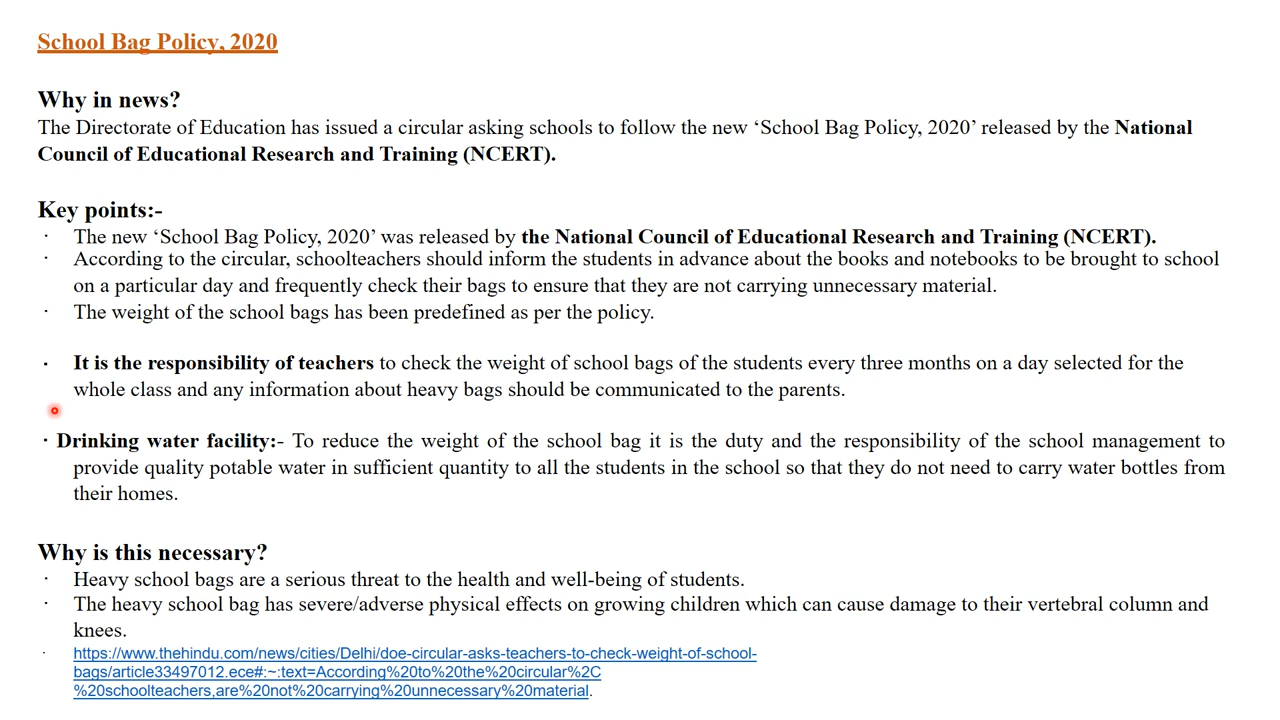 School Bag Policy, 2020
Why in news?
The Directorate of Education has issued a circular asking schools to follow the new ‘School Bag Policy, 2020’ released by the National
Council of Educational Research and Training (NCERT).
Key points:-
· The new ‘School Bag Policy, 2020’ was released by the National Council of Educational Research and Training (NCERT).
· According to the circular, schoolteachers should inform the students in advance about the books and notebooks to be brought to school
on a particular day and frequently check their bags to ensure that they are not carrying unnecessary material.
· The weight of the school bags has been predefined as per the policy.
· It is the responsibility of teachers to check the weight of school bags of the students every three months on a day selected for the
whole class and any information about heavy bags should be communicated to the parents.
· Drinking water facility:- To reduce the weight of the school bag it is the duty and the responsibility of the school management to
provide quality potable water in sufficient quantity to all the students in the school so that they do not need to carry water bottles from
their homes.
Why is this necessary?
· Heavy school bags are a serious threat to the health and well-being of students.
· The heavy school bag has severe/adverse physical effects on growing children which can cause damage to their vertebral column and
knees.
· https://www.thehindu.com/news/cities/Delhi/doe-circular-asks-teachers-to-check-weight-of-school-
bags/article33497012.ece#:~:text=According%20to%20the%20circular%2C
%20schoolteachers,are%20not%20carrying%20unnecessary%20material.